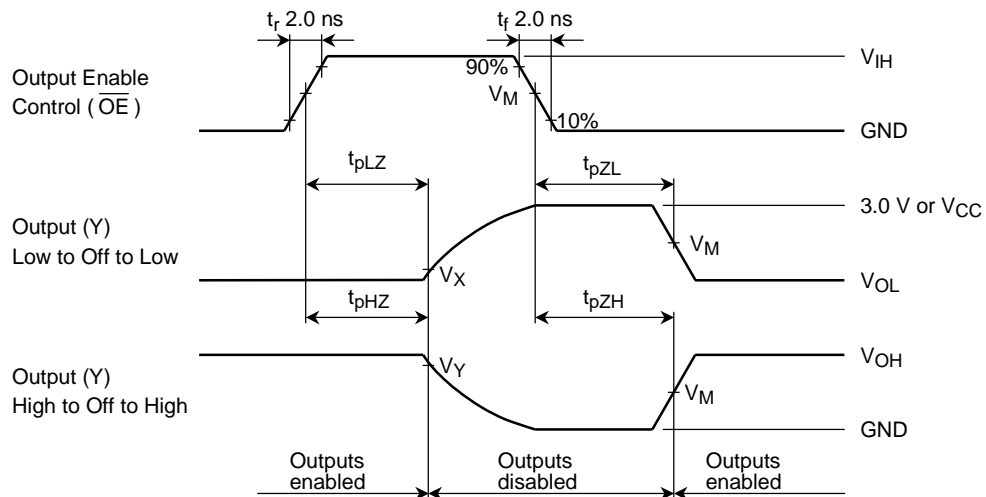 tr 2.0 ns
tf 2.0 ns
Output Enable
Control ( OE )
90%
VM
10%
VIH
GND
tpLZ
tpZL
Output (Y)
Low to Off to Low
3.0 V or VCC
VM
VX
VOL
tpHZ
tpZH
Output (Y)
High to Off to High
VY
VOH
VM
GND
Outputs
enabled
Outputs
disabled
Outputs
enabled